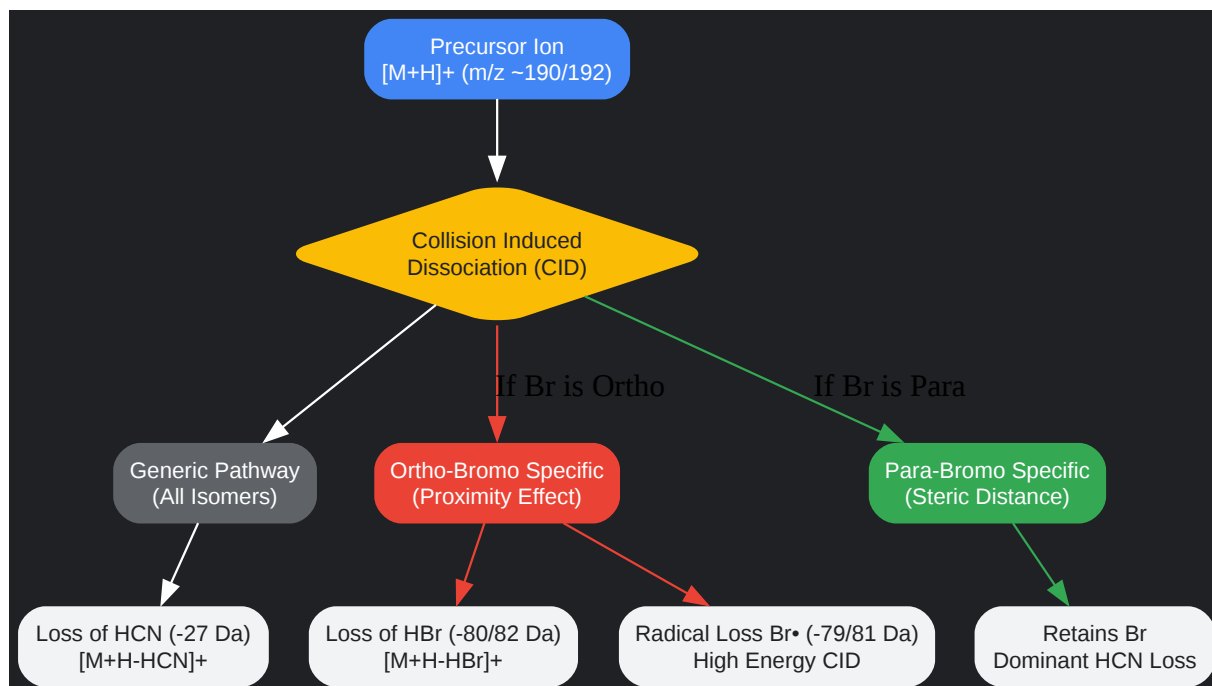 Precursor Ion
[M+H]+ (m/z ~190/192)
Collision Induced
Dissociation (CID)
If Br is Ortho
If Br is Para
Generic Pathway
(All Isomers)
Ortho-Bromo Specific
(Proximity Effect)
Para-Bromo Specific
(Steric Distance)
Loss of HCN (-27 Da)
[M+H-HCN]+
Loss of HBr (-80/82 Da)
[M+H-HBr]+
Radical Loss Br• (-79/81 Da)
High Energy CID
Retains Br
Dominant HCN Loss